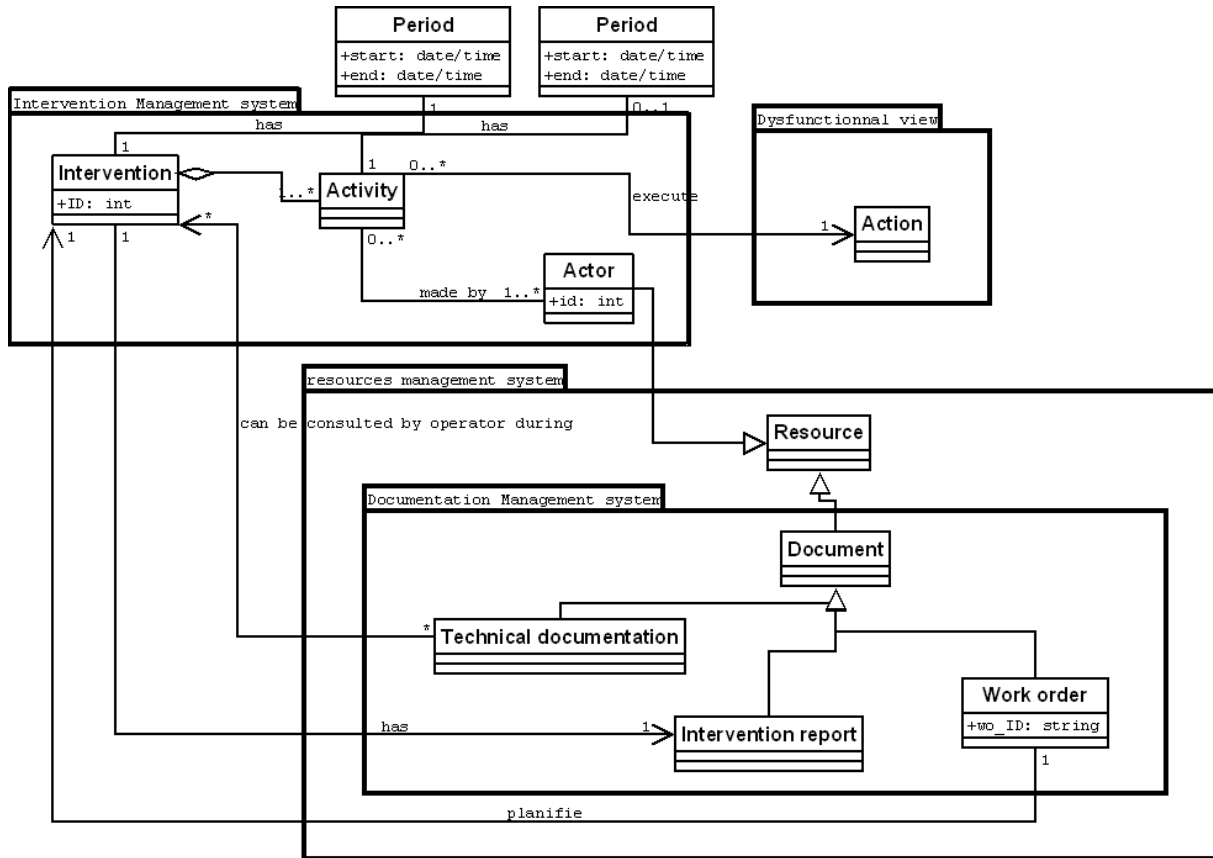 Period
+start: date/time
+end: date/time
1
Period
+start: date/time
+end: date/time
0..1
Intervention Management system
has
has
Dysfunctionnal view
1
Intervention
+ID: int
1
*
1
1..*
1
0..*
Activity
0..*
execute
1
Action
made by
1..*
Actor
+id: int
resources management system
can be consulted by operator during
Resource
Documentation Management system
Document
*
Technical documentation
has
1
Intervention report
Work order
+wo_ID: string
1
planifie